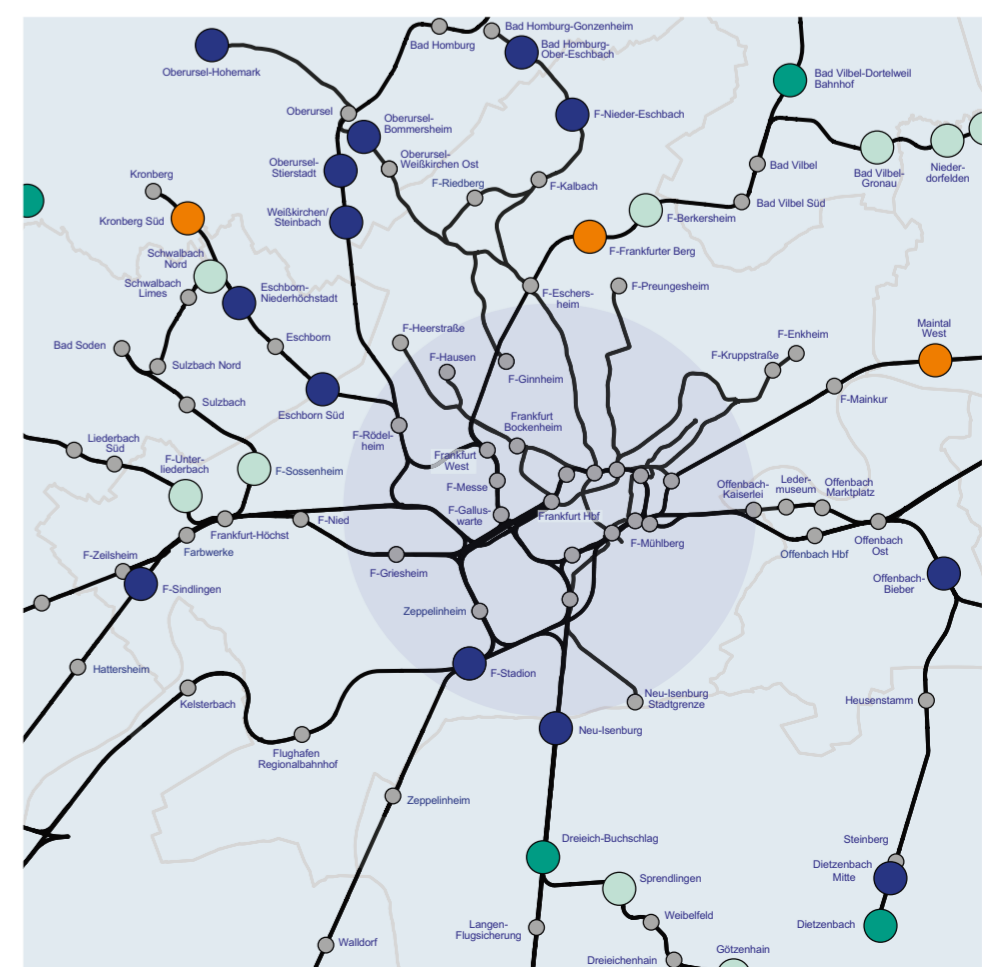 Bad Homburg-Gonzenheim
Bad Homburg
Bad Homburg-
Ober-Eschbach
Oberursel-Hohemark
Bad Vilbel-Dortelweil
Bahnhof
Oberursel
Oberursel-
Bommersheim
F-Nieder-Eschbach
Oberursel-
Weißkirchen Ost
Oberursel-
Stierstadt
Bad Vilbel
Bad Vilbel-
Gronau
Nieder-
dorfelden
Kronberg
F-Riedberg
F-Kalbach
Bad Vilbel Süd
Kronberg Süd
Weißkirchen/
Steinbach
F-Berkersheim
F-Frankfurter Berg
Schwalbach
Nord
Schwalbach
Limes
Eschborn-
Niederhöchstadt
F-Eschers-
heim
F-Preungesheim
F-Heerstraße
F-Enkheim
Maintal
West
Bad Soden
Eschborn
F-Hausen
F-Kruppstraße
Sulzbach Nord
F-Ginnheim
F-Mainkur
Sulzbach
Eschborn Süd
Frankfurt
Bockenheim
Liederbach
Süd
F-Rödel-
heim
F-Unter-
liederbach
F-Sossenheim
Frankfurt
West
F-Messe
Offenbach-
Kaiserlei
Leder-
museum
Offenbach
Marktplatz
F-Gallus-
warte
Frankfurt Hbf
F-Nied
Frankfurt-Höchst
Farbwerke
F-Mühlberg
Offenbach Hbf
Offenbach
Ost
F-Zeilsheim
F-Griesheim
F-Sindlingen
Offenbach-
Bieber
Zeppelinheim
Hattersheim
F-Stadion
Kelsterbach
Neu-Isenburg
Stadtgrenze
Heusenstamm
Neu-Isenburg
Flughafen
Regionalbahnhof
Zeppelinheim
Dreieich-Buchschlag
Steinberg
Dietzenbach
Mitte
Sprendlingen
Weibelfeld
Dietzenbach
Langen-
Flugsicherung
Walldorf
Götzenhain
Dreieichenhain